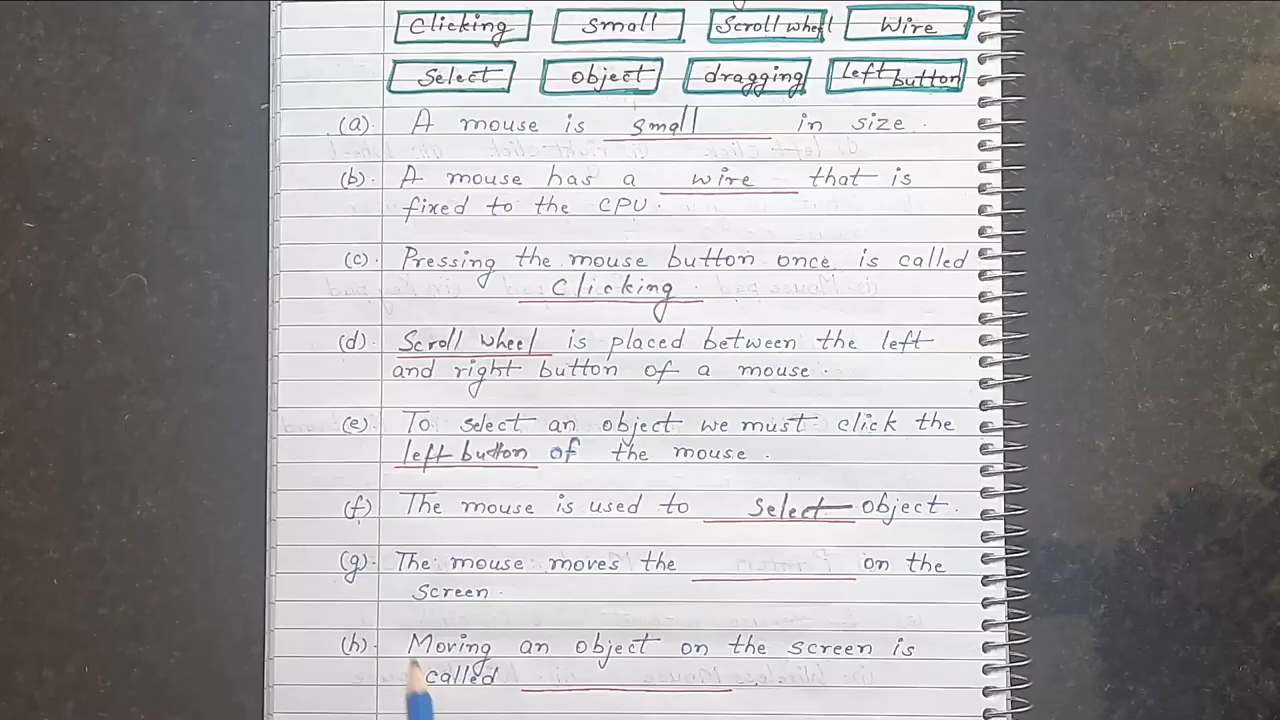 Clicking small Scroll wheel Wire
Select object dragging Left button
(a). A mouse is small in size.
(b). A mouse has a wire that is
fixed to the CPU.
(c). Pressing the mouse button once is called
Clicking.
(d). Scroll wheel is placed between the left
and right button of a mouse.
(e). To select an object we must click the
left button of the mouse.
(f). The mouse is used to select object.
(g). The mouse moves the on the
screen.
(h). Moving an object on the screen is
called